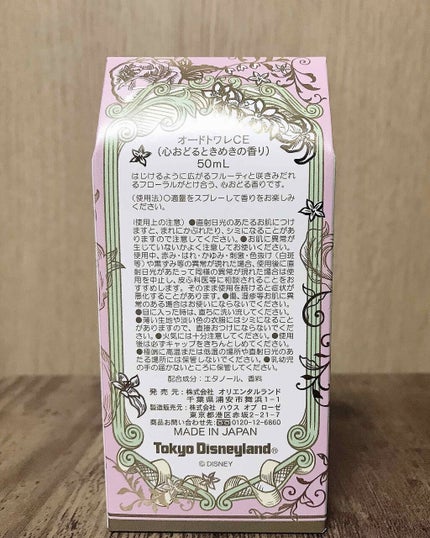 オードトワレCE
(心おどるときめきの香り)
50mL
はじけるように広がるフルーティと咲きみだれ
るフローラルがとけ合う、心おどる香りです。
〈使用法〉○適量をスプレーして香りをお楽しみ
ください。
〈使用上の注意〉●直射日光のあたるお肌につけ
ますと、まれにかぶれたり、シミになることがあ
りますので注意してください。●お肌に異常が
生じていないかよく注意してお使いください。
使用中、赤み・はれ・かゆみ・刺激・色抜け(白斑
等)や黒ずみ等の異常が現れた場合、使用後に直
射日光があたって同様の異常が現れた場合は使
用を中止し、皮ふ科医等に相談されることをお
すすめします。そのまま使用を続けると症状が
悪化することがあります。●傷、湿疹等お肌に異
常のある場合はお使いにならないでください。
●目に入った時は、直ちに洗い流してください。
●薄い生地や淡い色の衣服にはシミになること
がありますので、直接おつけにならないでくだ
さい。●火気には十分注意してください。●使用
後は必ずキャップをきちんとしめてください。
●極端に高温または低温の場所や直射日光のあ
たる場所には保管しないでください。●乳幼児
の手の届かないところに保管してください。
配合成分:エタノール、香料
発売元:株式会社 オリエンタルランド
千葉県浦安市舞浜1-1
製造販売元:株式会社 ハウス オブ ローゼ
東京都港区赤坂2-21-7
商品お問い合わせ先:0120-12-6860
MADE IN JAPAN
Tokyo Disneyland®
© DISNEY